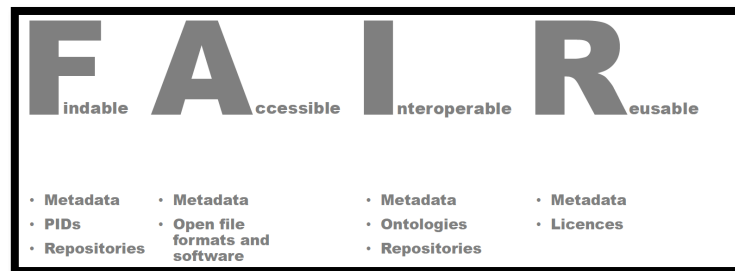 Findable Accessible Interoperable Reusable
• Metadata
• PIDs
• Repositories
• Metadata
• Open file
formats and
software
• Metadata
• Ontologies
• Repositories
• Metadata
• Licences